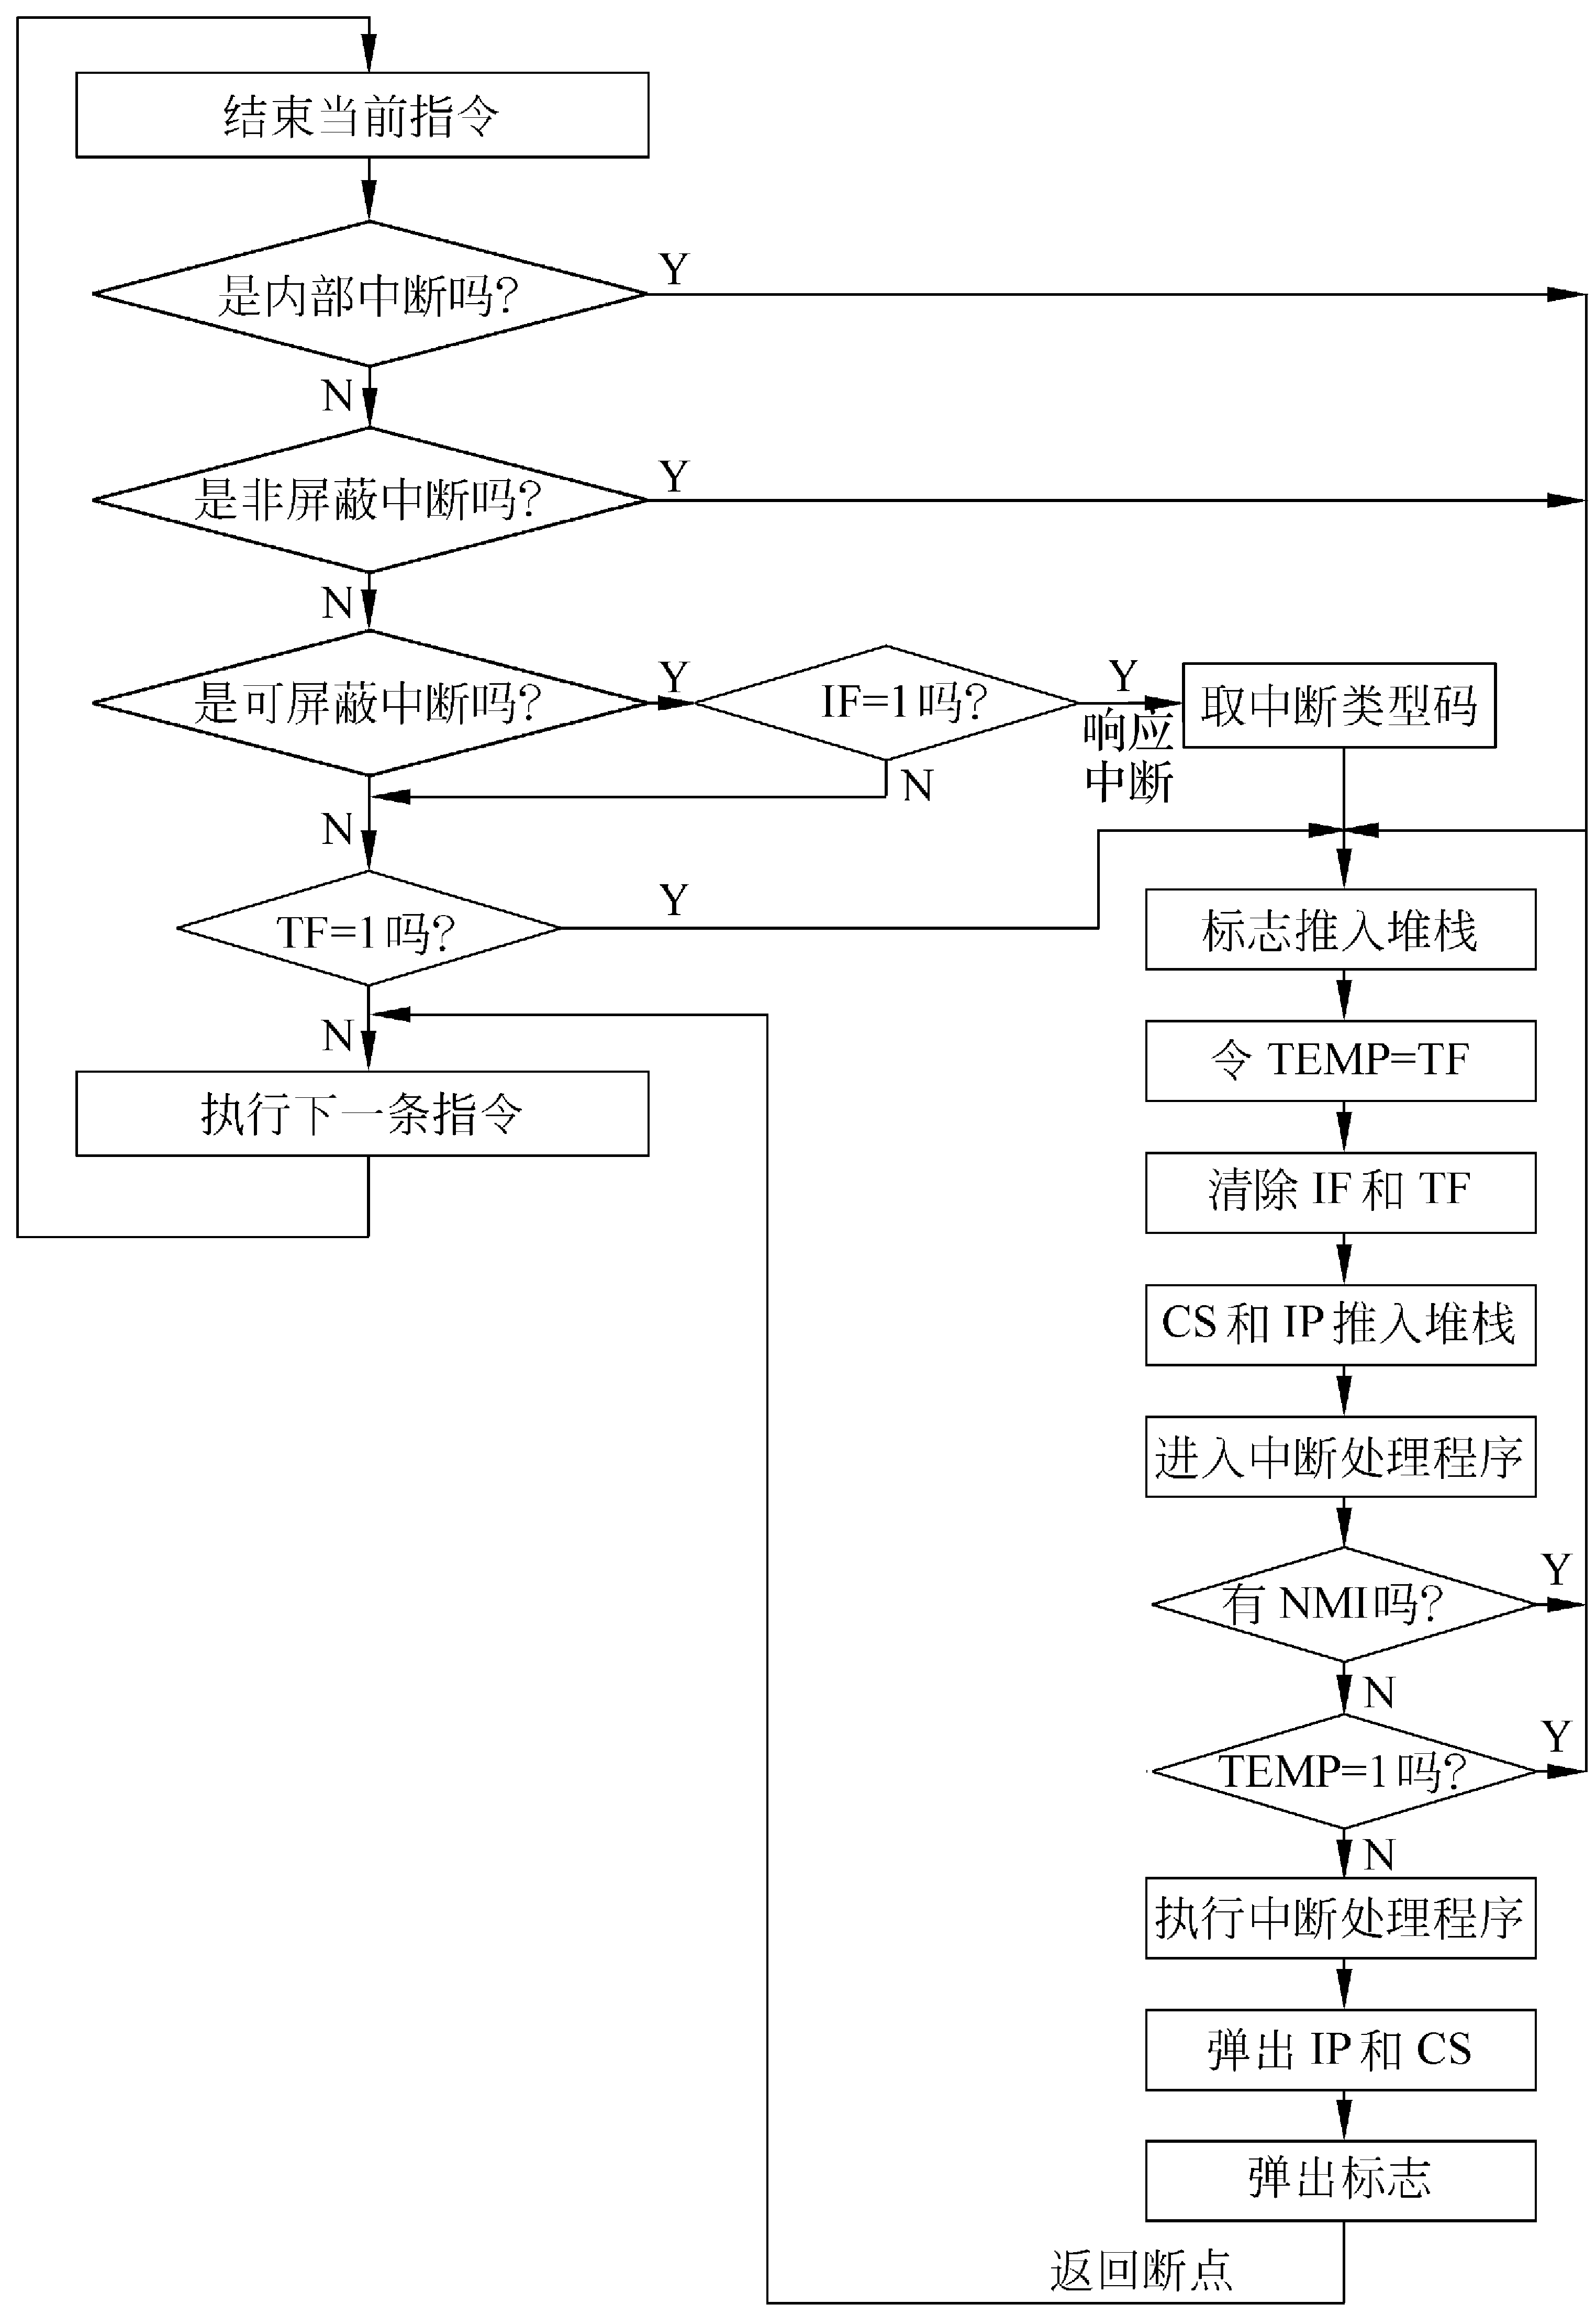 结束当前指令
是内部中断吗?
Y
N
是非屏蔽中断吗?
Y
N
是可屏蔽中断吗?
Y
IF=1吗?
Y
响应
中断
取中断类型码
N
N
TF=1吗?
Y
N
执行下一条指令
标志推入堆栈
令 TEMP=TF
清除 IF 和 TF
CS和 IP 推入堆栈
进入中断处理程序
有 NMI吗?
Y
N
TEMP=1吗?
Y
N
执行中断处理程序
弹出 IP和 CS
弹出标志
返回断点